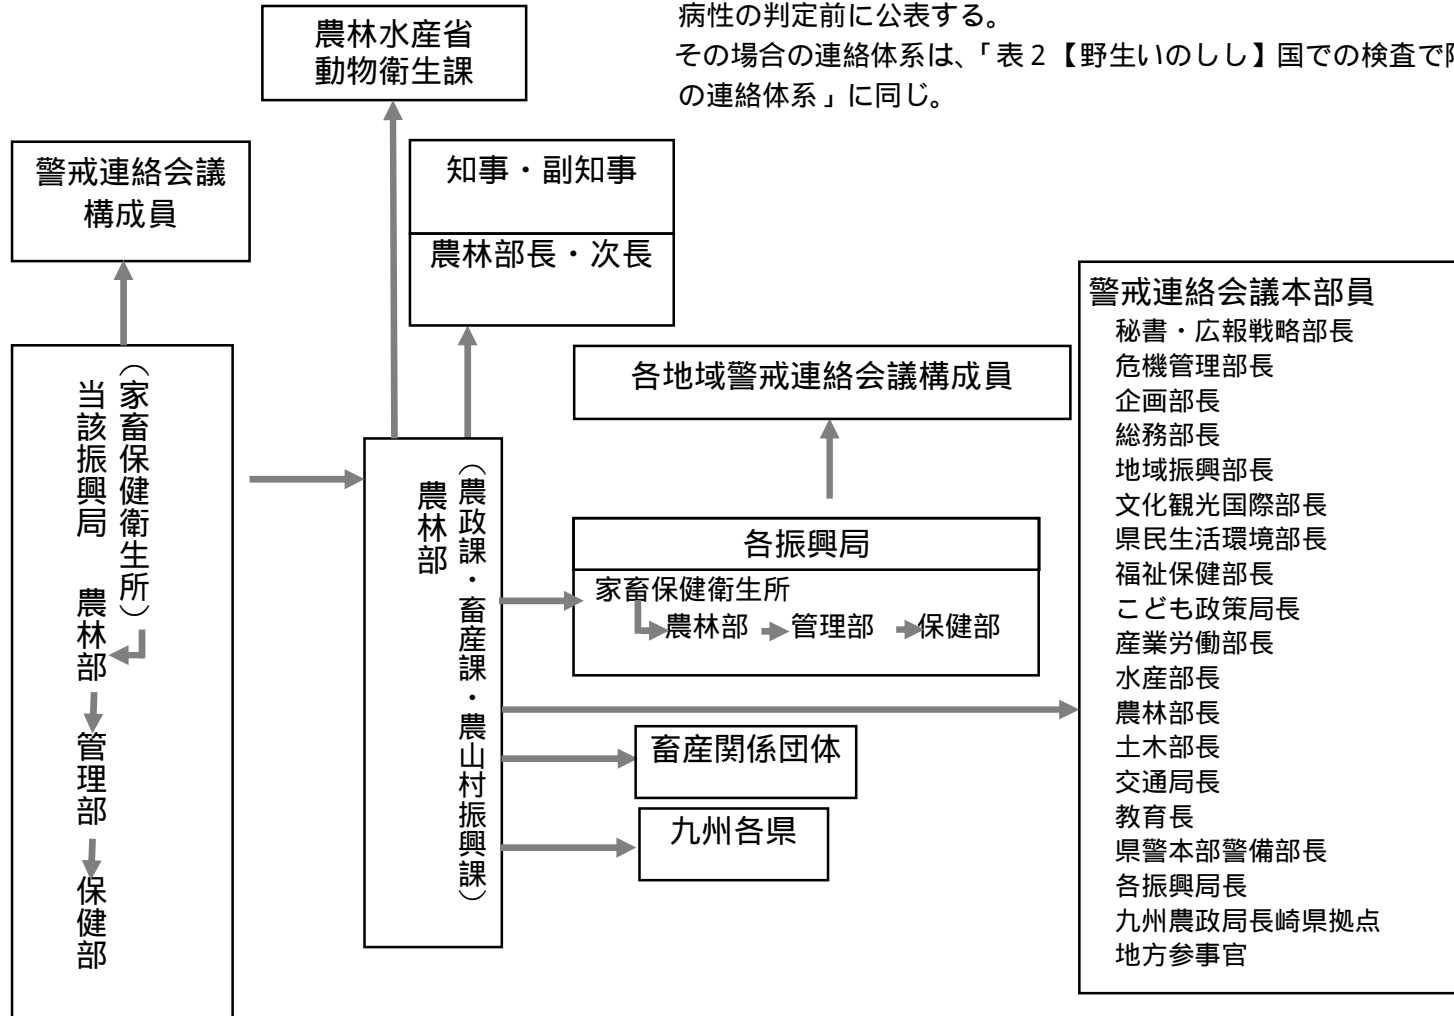 病性の判定前に公表する。
その場合の連絡体系は、「表２【野生いのしし】国での検査で
の連絡体系」に同じ。
農林水産省
動物衛生課
警戒連絡会議
構成員
知事・副知事
農林部長・次長
（家畜保健衛生所）
当該振興局　農林部
管理部
保健部
（農政課・畜産課・農山村振興課）
農林部
各地域警戒連絡会議構成員
各振興局
家畜保健衛生所
農林部　管理部　保健部
畜産関係団体
九州各県
警戒連絡会議本部員
秘書・広報戦略部長
危機管理部長
企画部長
総務部長
地域振興部長
文化観光国際部長
県民生活環境部長
福祉保健部長
こども政策局長
産業労働部長
水産部長
農林部長
土木部長
交通局長
教育長
県警本部警備部長
各振興局長
九州農政局長崎県拠点
地方参事官